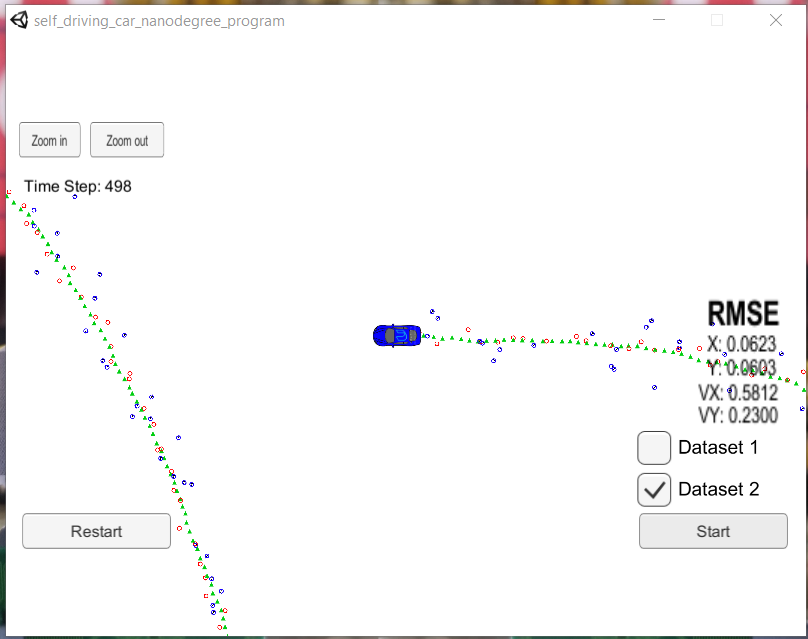 self_driving_car_nanodegree_program
Zoom in
Zoom out
Time Step: 498
RMSE
X: 0.0623
Y: 0.0603
VX: 0.5812
VY: 0.2300
Dataset 1
Dataset 2
Restart
Start